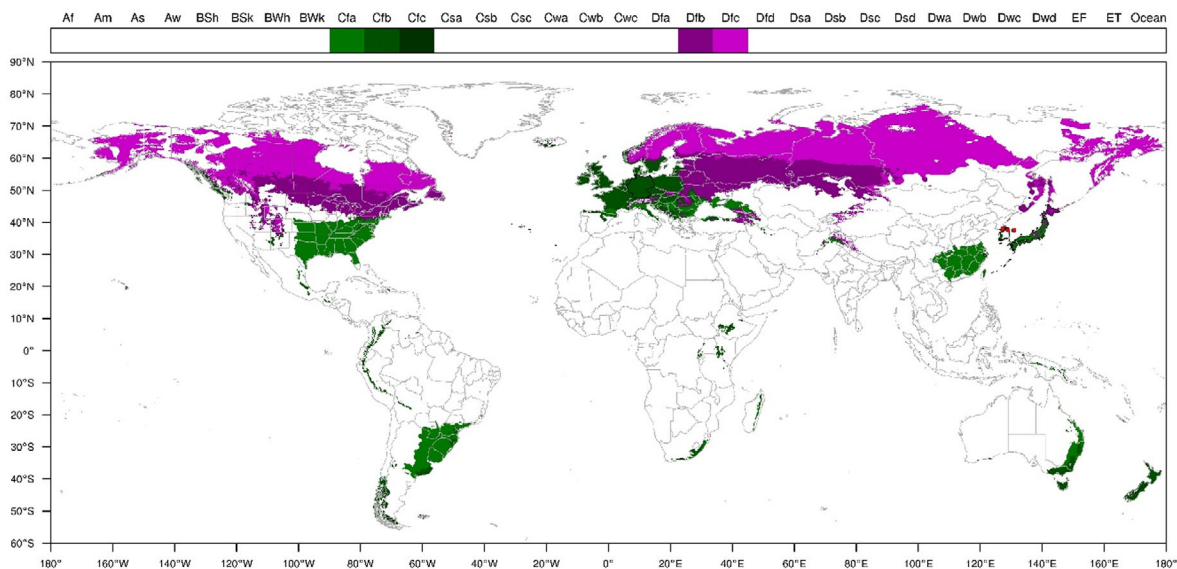 Af Am As Aw BSh BSk BWh BWk Cfa Cfb Cfc Csa Csb Csc Cwa Cwb Cwc Dfa Dfb Dfc Dfd Dsa Dsb Dsc Dsd Dwa Dwb Dwc Dwd EF ET Ocean
90°N
80°N
70°N
60°N
50°N
40°N
30°N
20°N
10°N
0°
10°S
20°S
30°S
40°S
50°S
60°S
180° 160°W 140°W 120°W 100°W 80°W 60°W 40°W 20°W 0° 20°E 40°E 60°E 80°E 100°E 120°E 140°E 160°E 180°